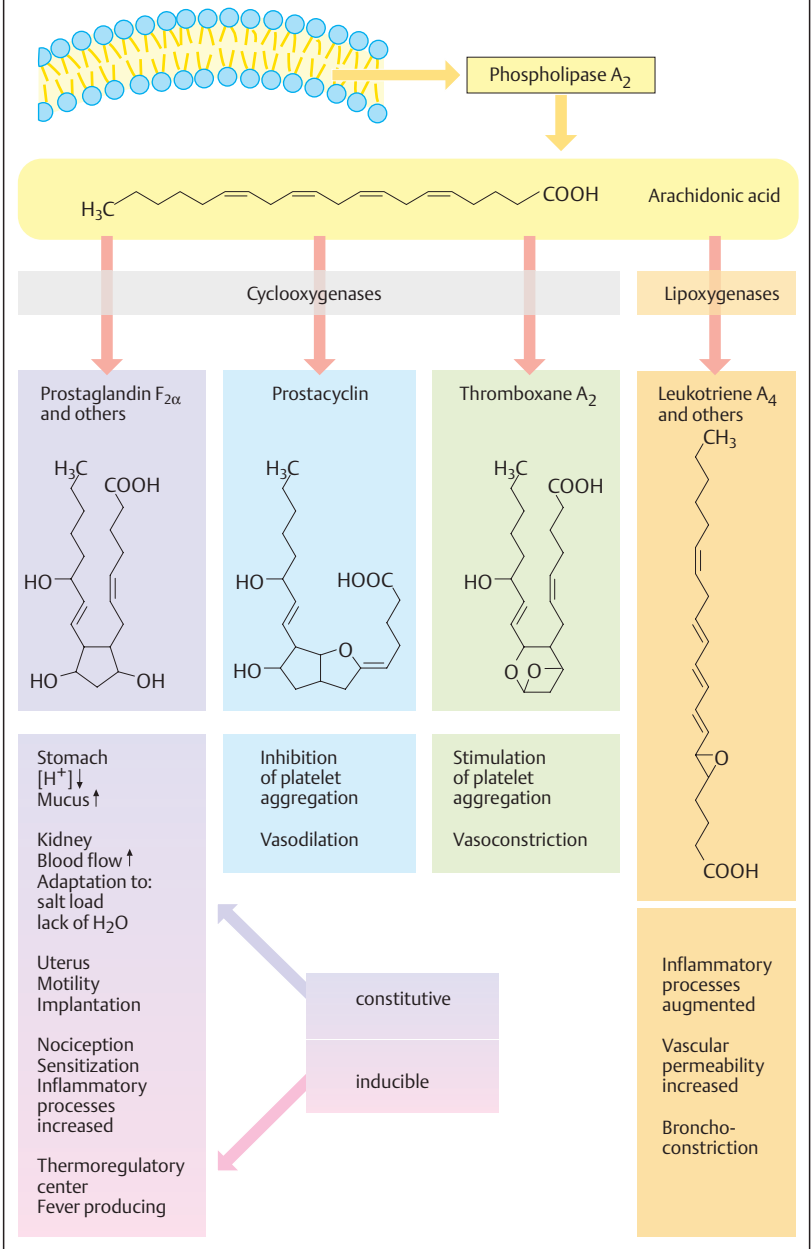 Phospholipase A₂
H₃C
COOH
Arachidonic acid
Cyclooxygenases
Lipoxygenases
Prostaglandin F₂α
and others
H₃C
COOH
HO
HO
OH
Prostacyclin
H₃C
HO
HOOC
O
HO
Thromboxane A₂
H₃C
COOH
HO
O
O
Leukotriene A₄
and others
CH₃
O
COOH
Stomach
[H⁺]↓
Mucus↑
Kidney
Blood flow↑
Adaptation to:
salt load
lack of H₂O
Uterus
Motility
Implantation
Nociception
Sensitization
Inflammatory
processes
increased
Thermoregulatory
center
Fever producing
Inhibition
of platelet
aggregation
Vasodilation
Stimulation
of platelet
aggregation
Vasoconstriction
constitutive
inducible
Inflammatory
processes
augmented
Vascular
permeability
increased
Broncho-
constriction